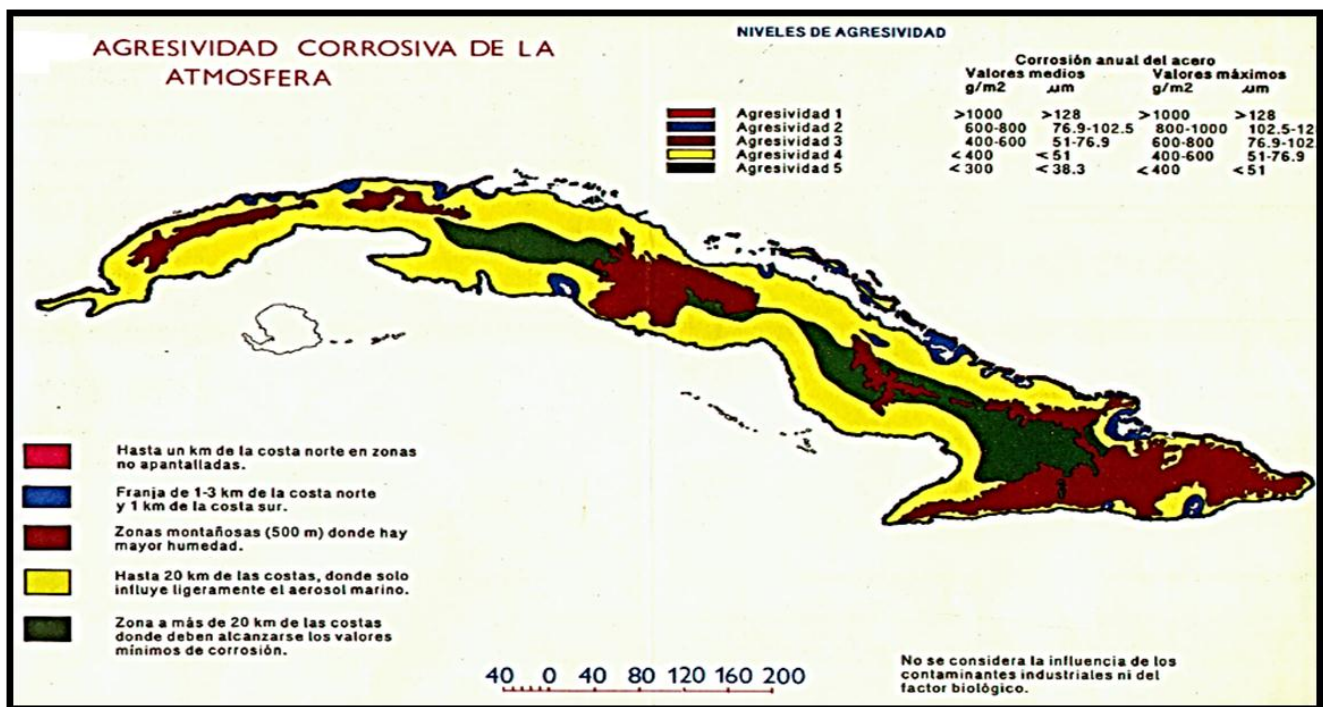 AGRESIVIDAD CORROSIVA DE LA
ATMOSFERA
NIVELES DE AGRESIVIDAD
Corrosión anual del acero
Valores medios Valores máximos
g/m2 µm g/m2 µm
Agresividad 1 >1000 >128 >1000 >128
Agresividad 2 600-800 76.9-102.5 800-1000 102.5-12
Agresividad 3 400-600 51-76.9 600-800 76.9-102.
Agresividad 4 <400 <51 400-600 51-76.9
Agresividad 5 <300 <38.3 <400 <51
Hasta un km de la costa norte en zonas
no apantalladas.
Franja de 1-3 km de la costa norte
y 1 km de la costa sur.
Zonas montañosas (500 m) donde hay
mayor humedad.
Hasta 20 km de las costas, donde solo
influye ligeramente el aerosol marino.
Zona a más de 20 km de las costas
donde deben alcanzarse los valores
mínimos de corrosión.
40 0 40 80 120 160 200
No se considera la influencia de los
contaminantes industriales ni del
factor biológico.